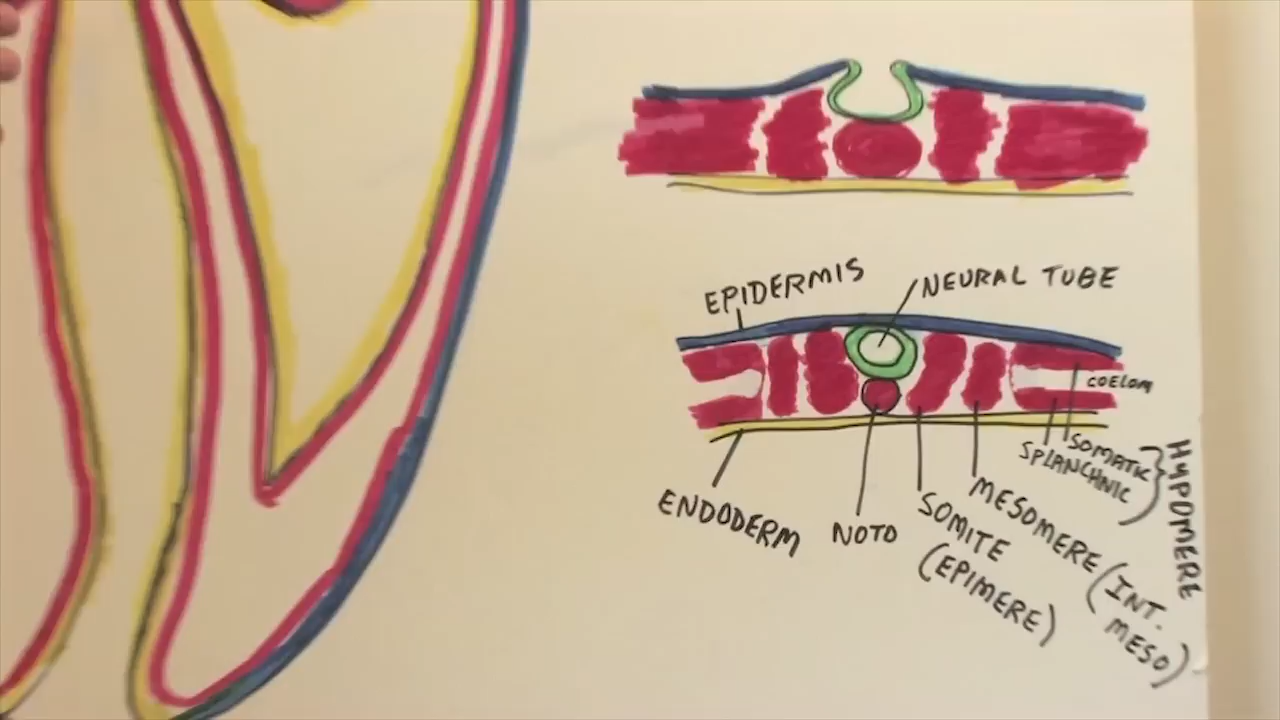 EPIDERMIS
NEURAL TUBE
COELOM
SOMATIC
SPLANCHNIC
HYPOMERE
ENDODERM
NOTO
SOMITE
(EPIMERE)
MESOMERE (INT.
MESO)